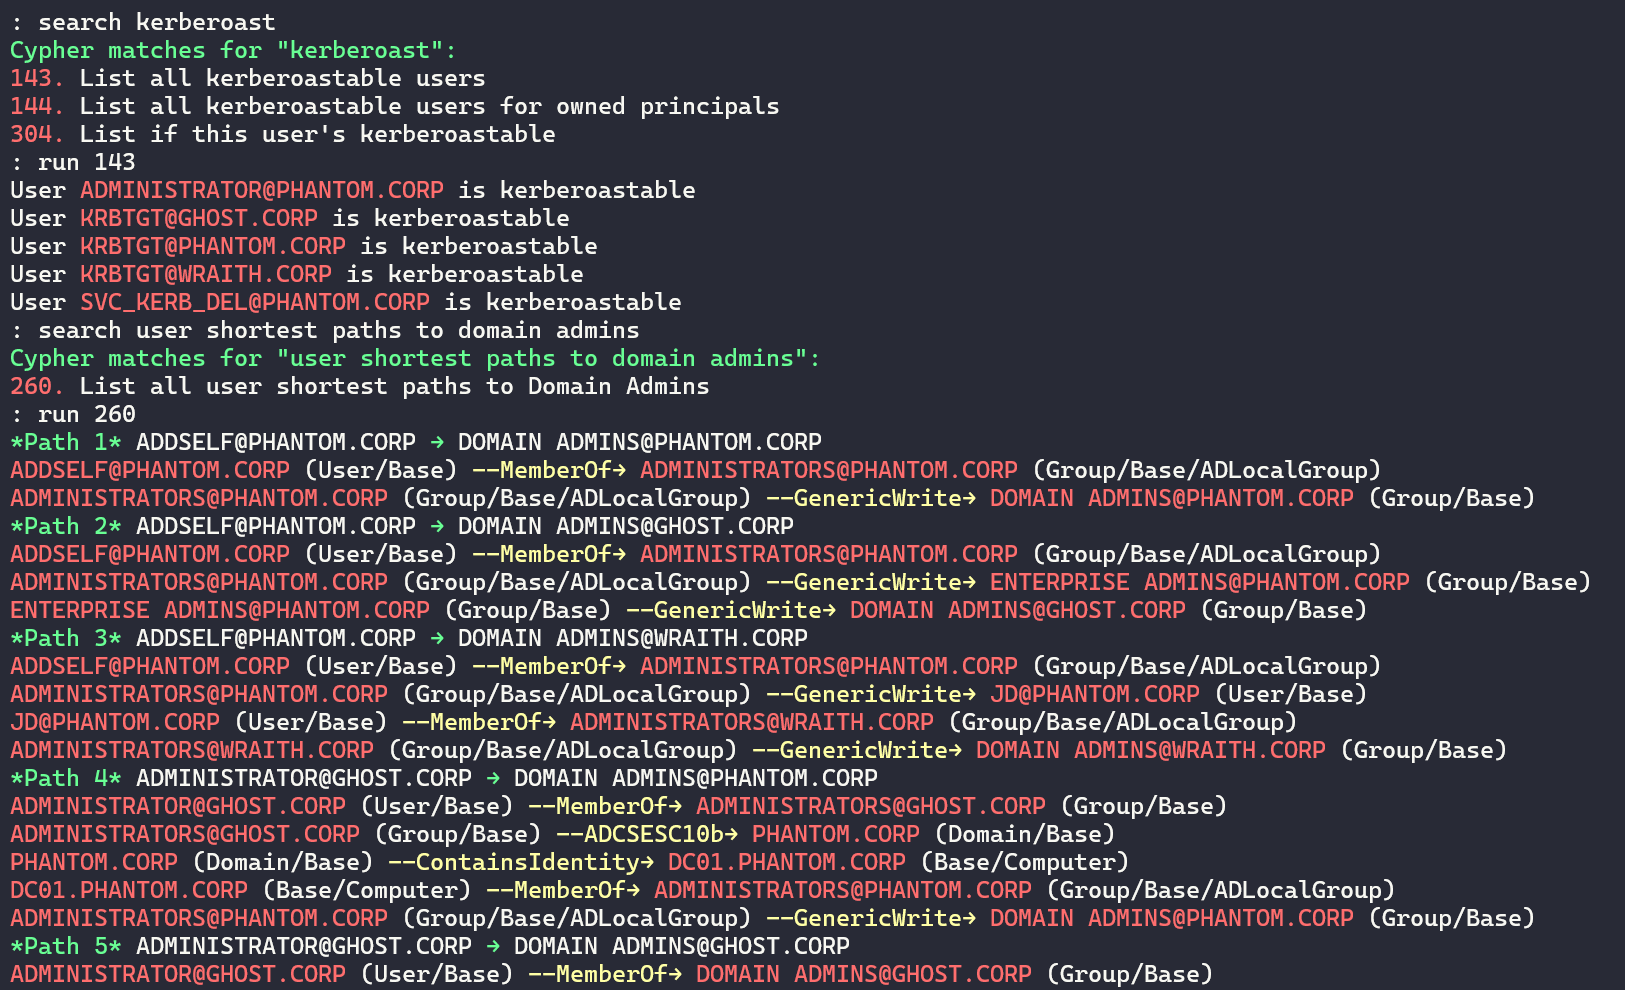 : search kerberoast
Cypher matches for "kerberoast":
143. List all kerberoastable users
144. List all kerberoastable users for owned principals
304. List if this user's kerberoastable
: run 143
User ADMINISTRATOR@PHANTOM.CORP is kerberoastable
User KRBTGT@GHOST.CORP is kerberoastable
User KRBTGT@PHANTOM.CORP is kerberoastable
User KRBTGT@WRAITH.CORP is kerberoastable
User SVC_KERB_DEL@PHANTOM.CORP is kerberoastable
: search user shortest paths to domain admins
Cypher matches for "user shortest paths to domain admins":
260. List all user shortest paths to Domain Admins
: run 260
*Path 1* ADDSELF@PHANTOM.CORP → DOMAIN ADMINS@PHANTOM.CORP
ADDSELF@PHANTOM.CORP (User/Base) --MemberOf→ ADMINISTRATORS@PHANTOM.CORP (Group/Base/ADLocalGroup)
ADMINISTRATORS@PHANTOM.CORP (Group/Base/ADLocalGroup) --GenericWrite→ DOMAIN ADMINS@PHANTOM.CORP (Group/Base)
*Path 2* ADDSELF@PHANTOM.CORP → DOMAIN ADMINS@GHOST.CORP
ADDSELF@PHANTOM.CORP (User/Base) --MemberOf→ ADMINISTRATORS@PHANTOM.CORP (Group/Base/ADLocalGroup)
ADMINISTRATORS@PHANTOM.CORP (Group/Base/ADLocalGroup) --GenericWrite→ ENTERPRISE ADMINS@PHANTOM.CORP (Group/Base)
ENTERPRISE ADMINS@PHANTOM.CORP (Group/Base) --GenericWrite→ DOMAIN ADMINS@GHOST.CORP (Group/Base)
*Path 3* ADDSELF@PHANTOM.CORP → DOMAIN ADMINS@WRAITH.CORP
ADDSELF@PHANTOM.CORP (User/Base) --MemberOf→ ADMINISTRATORS@PHANTOM.CORP (Group/Base/ADLocalGroup)
ADMINISTRATORS@PHANTOM.CORP (Group/Base/ADLocalGroup) --GenericWrite→ JD@PHANTOM.CORP (User/Base)
JD@PHANTOM.CORP (User/Base) --MemberOf→ ADMINISTRATORS@WRAITH.CORP (Group/Base/ADLocalGroup)
ADMINISTRATORS@WRAITH.CORP (Group/Base/ADLocalGroup) --GenericWrite→ DOMAIN ADMINS@WRAITH.CORP (Group/Base)
*Path 4* ADMINISTRATOR@GHOST.CORP → DOMAIN ADMINS@PHANTOM.CORP
ADMINISTRATOR@GHOST.CORP (User/Base) --MemberOf→ ADMINISTRATORS@GHOST.CORP (Group/Base)
ADMINISTRATORS@GHOST.CORP (Group/Base) --ADCSESC10b→ PHANTOM.CORP (Domain/Base)
PHANTOM.CORP (Domain/Base) --ContainsIdentity→ DC01.PHANTOM.CORP (Base/Computer)
DC01.PHANTOM.CORP (Base/Computer) --MemberOf→ ADMINISTRATORS@PHANTOM.CORP (Group/Base/ADLocalGroup)
ADMINISTRATORS@PHANTOM.CORP (Group/Base/ADLocalGroup) --GenericWrite→ DOMAIN ADMINS@PHANTOM.CORP (Group/Base)
*Path 5* ADMINISTRATOR@GHOST.CORP → DOMAIN ADMINS@GHOST.CORP
ADMINISTRATOR@GHOST.CORP (User/Base) --MemberOf→ DOMAIN ADMINS@GHOST.CORP (Group/Base)